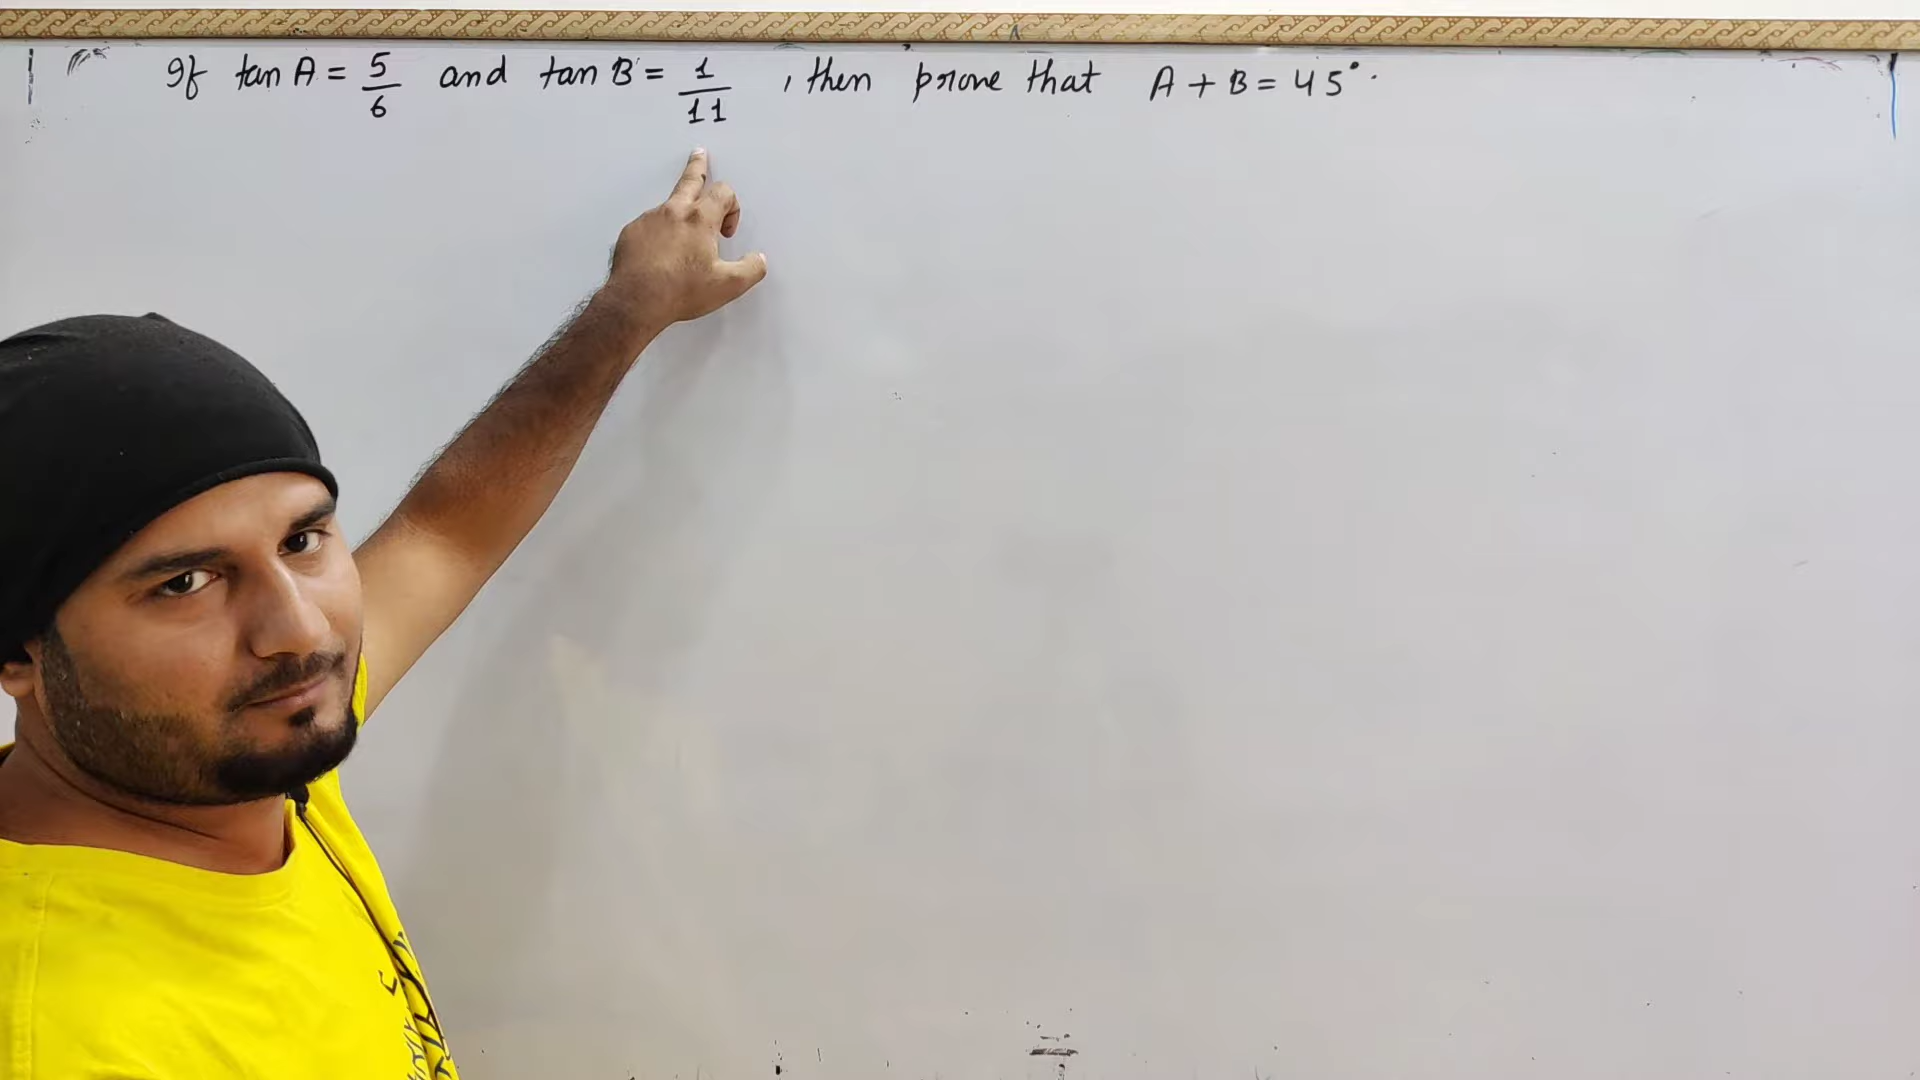 If tan A = 5/6 and tan B = 1/11 , then prove that A + B = 45°.